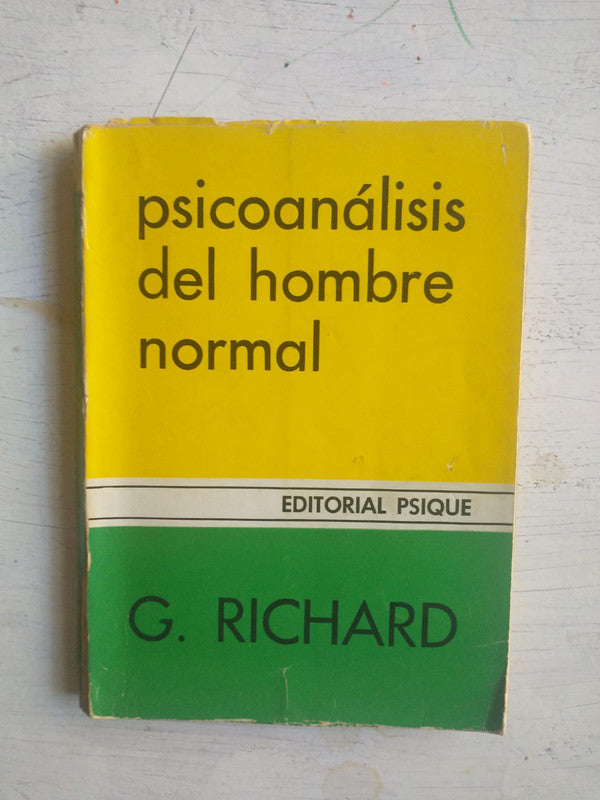 psicoanálisis
del hombre
normal
EDITORIAL PSIQUE
G. RICHARD